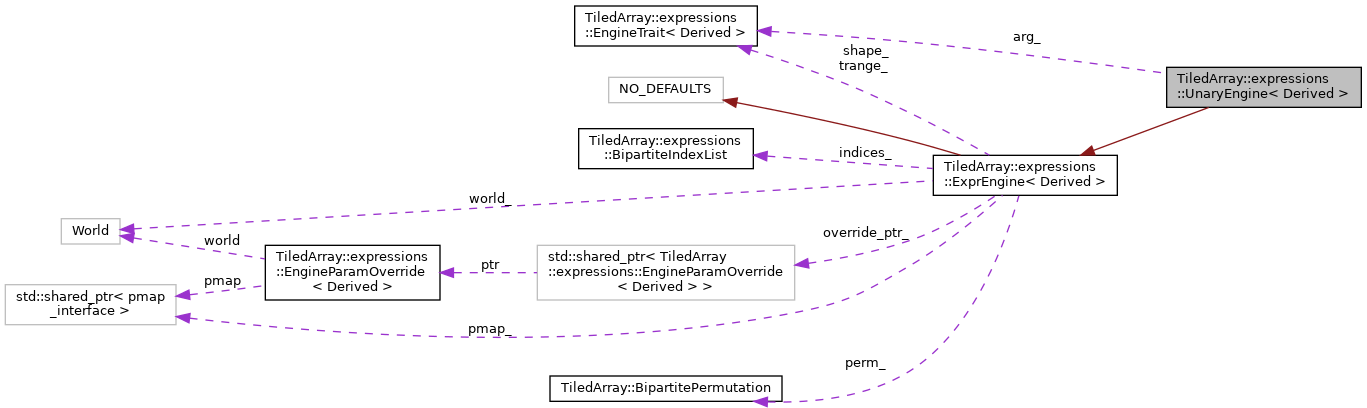 TiledArray::expressions
::EngineTrait< Derived >
arg_
shape_
trange_
TiledArray::expressions
::UnaryEngine< Derived >
NO_DEFAULTS
TiledArray::expressions
::BipartiteIndexList
indices_
TiledArray::expressions
::ExprEngine< Derived >
world_
World
world
override_ptr_
TiledArray::expressions
::EngineParamOverride
< Derived >
ptr
std::shared_ptr< TiledArray
::expressions::EngineParamOverride
< Derived > >
pmap
std::shared_ptr< pmap
_interface >
pmap_
perm_
TiledArray::BipartitePermutation